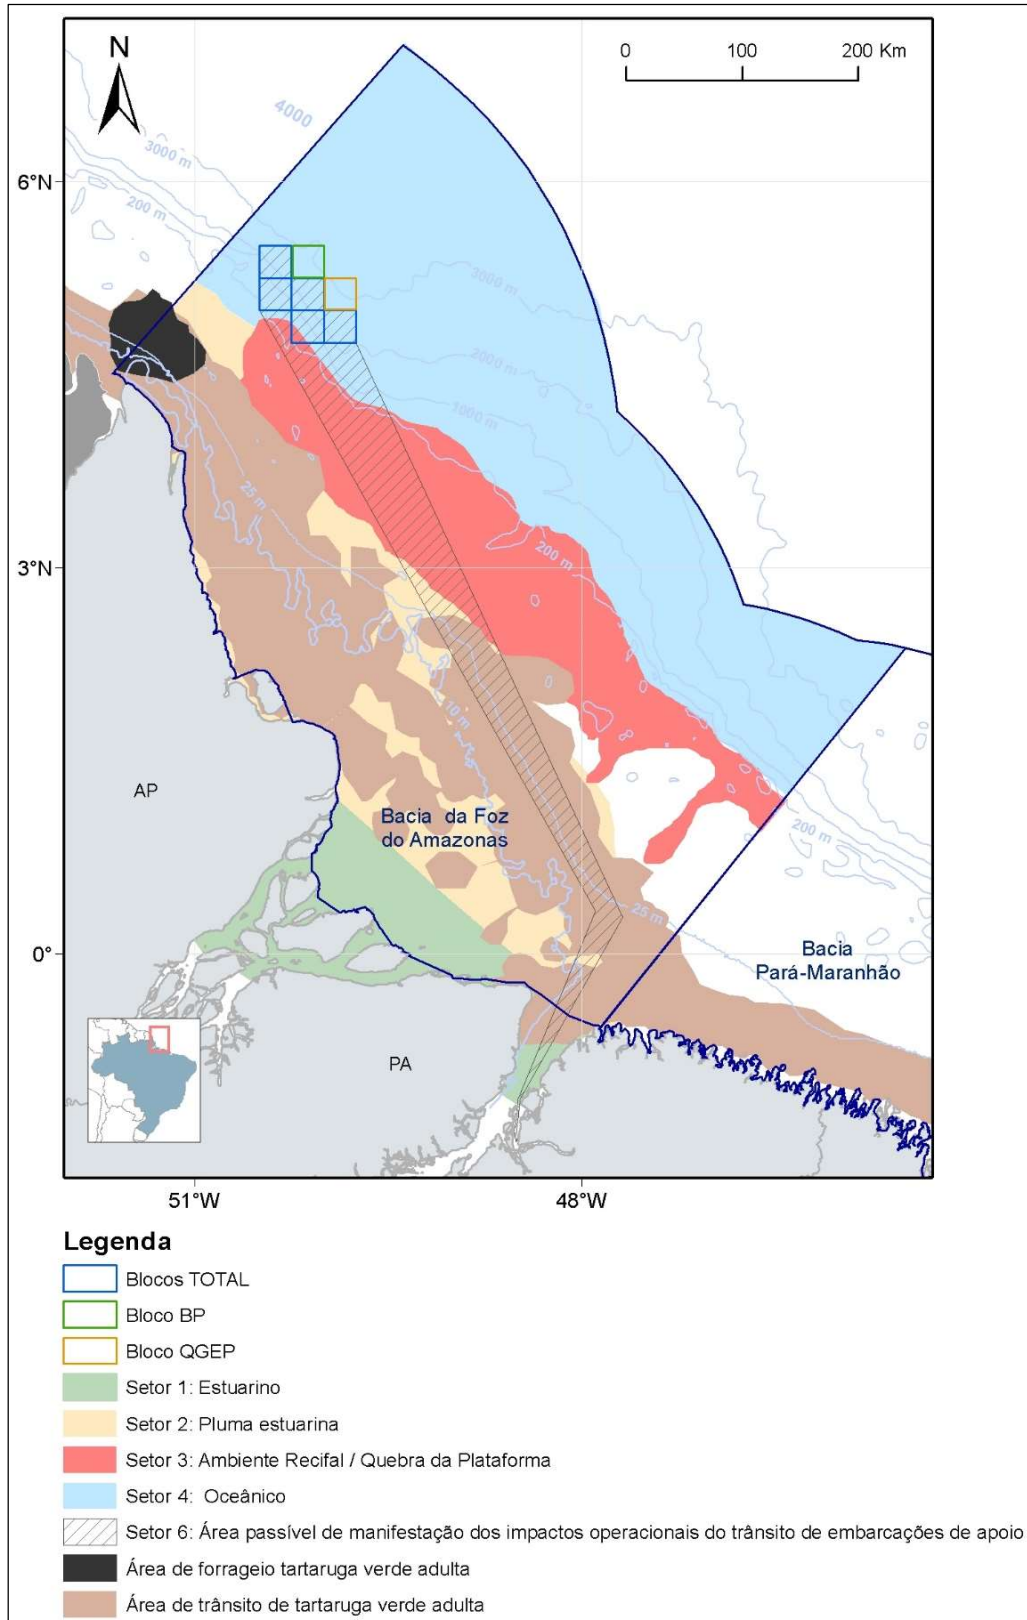 N
0 100 200 Km
4000
3000 m
200 m
6°N
3000 m
2000 m
1000 m
25 m
3°N
200 m
10 m
AP
Bacia da Foz
do Amazonas
200 m
25 m
0°
Bacia
Pará-Maranhão
PA
51°W 48°W
Legenda
Blocos TOTAL
Bloco BP
Bloco QGEP
Setor 1: Estuarino
Setor 2: Pluma estuarina
Setor 3: Ambiente Recifal / Quebra da Plataforma
Setor 4: Oceânico
Setor 6: Área passível de manifestação dos impactos operacionais do trânsito de embarcações de apoio
Área de forrageio tartaruga verde adulta
Área de trânsito de tartaruga verde adulta